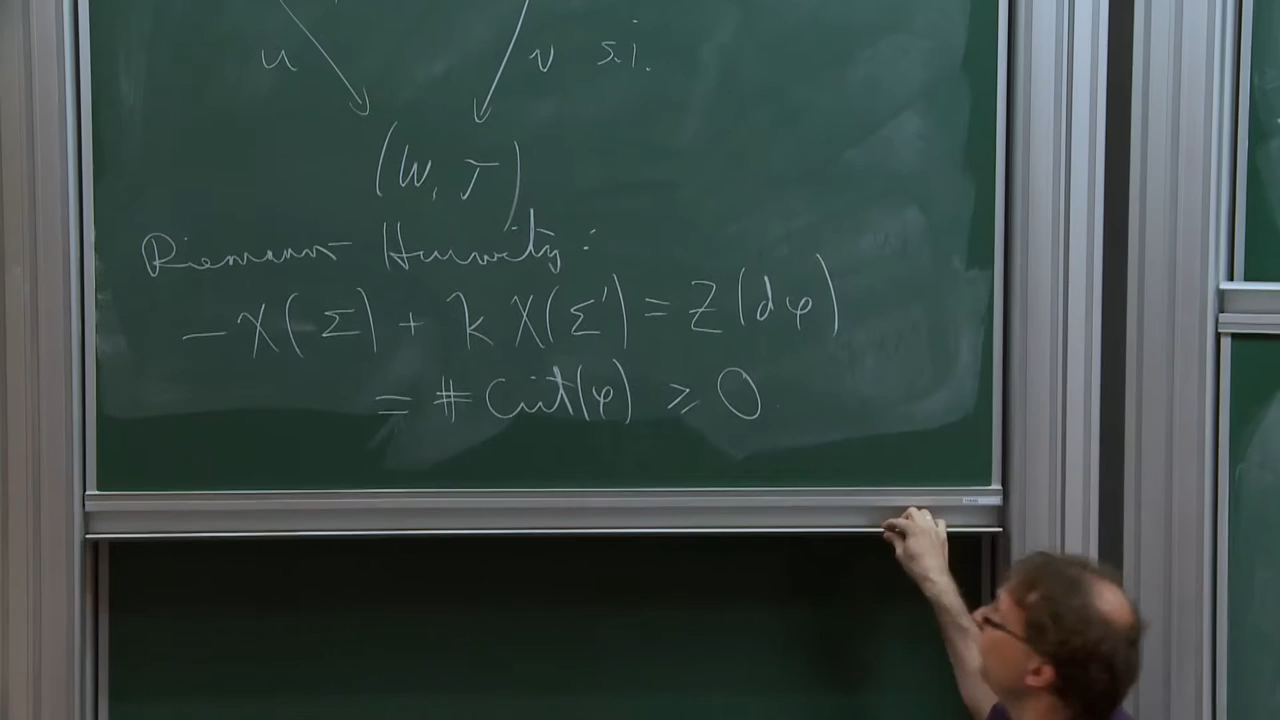 u
v s.i.
(W, J)
Riemann-Hurwitz:
-χ(Σ) + k χ(Σ') = Z(dφ)
= # crit(φ) ≥ 0